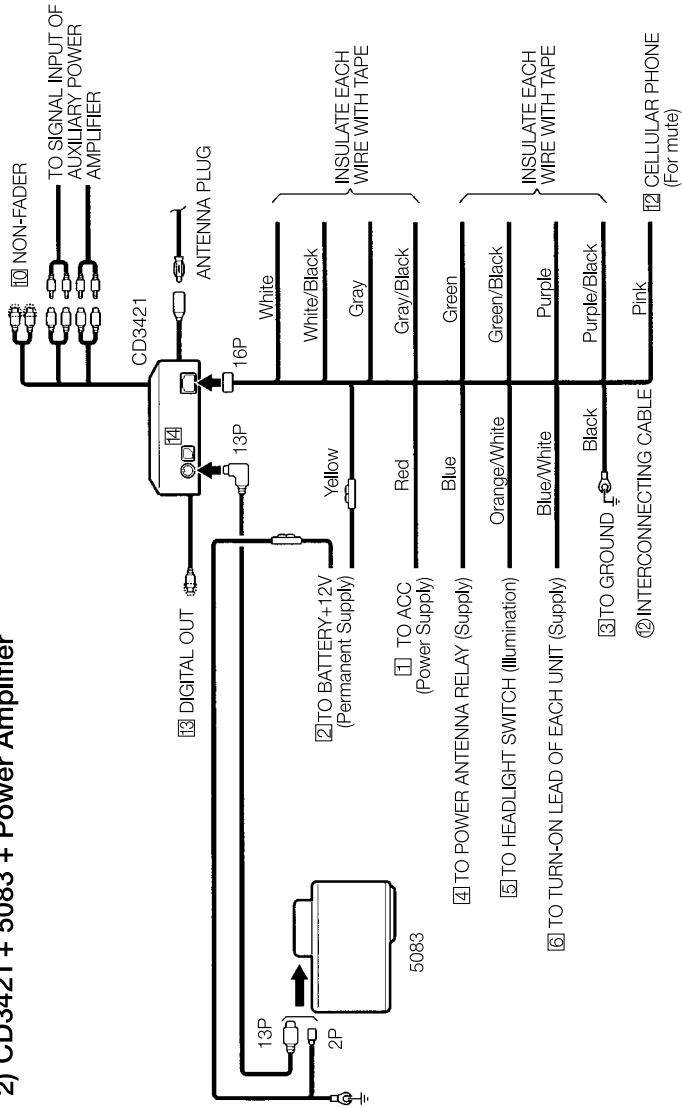 2) CD3421 + 5083 + Power Amplifier
10 NON-FADER
TO SIGNAL INPUT OF
AUXILIARY POWER
AMPLIFIER
CD3421
ANTENNA PLUG
14
13P
16P
13 DIGITAL OUT
White
White/Black
Gray
Gray/Black
INSULATE EACH
WIRE WITH TAPE
Green
Green/Black
Purple
Purple/Black
INSULATE EACH
WIRE WITH TAPE
Pink
12 CELLULAR PHONE
(For mute)
Yellow
Red
Blue
Orange/White
Blue/White
Black
2 TO BATTERY+12V
(Permanent Supply)
1 TO ACC
(Power Supply)
4 TO POWER ANTENNA RELAY (Supply)
5 TO HEADLIGHT SWITCH (Illumination)
6 TO TURN-ON LEAD OF EACH UNIT (Supply)
3 TO GROUND
⑫ INTERCONNECTING CABLE
13P
2P
5083